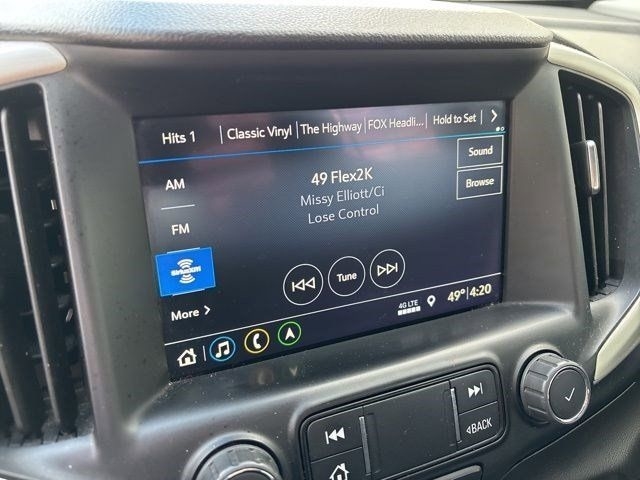 Hits 1 Classic Vinyl The Highway FOX Headli... Hold to Set
AM
FM
SiriusXM
More
49 Flex2K
Missy Elliott/Ci
Lose Control
Sound
Browse
Tune
4G LTE
49° 4:20
BACK